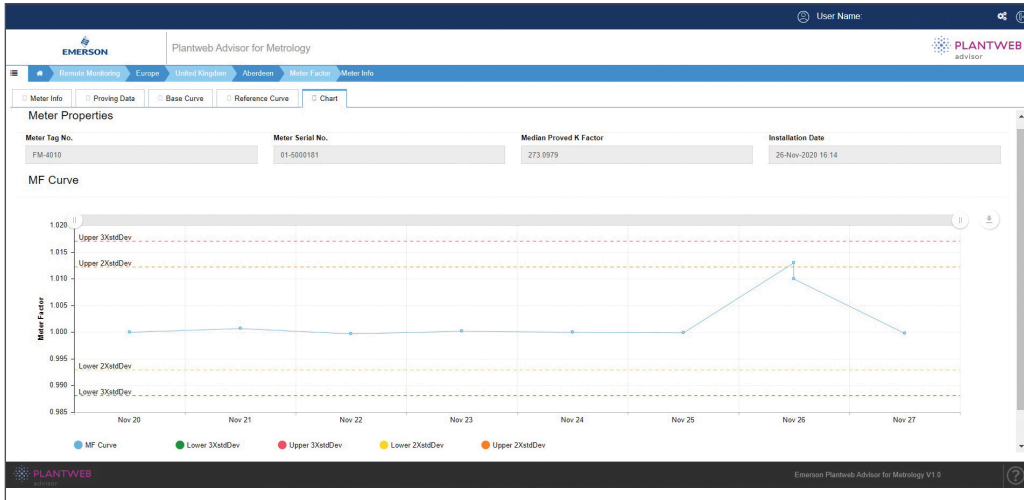 User Name:
EMERSON
Plantweb Advisor for Metrology
PLANTWEB
advisor
Remote Monitoring Europe United Kingdom Aberdeen Meter Factor Meter Info
Meter Info Proving Data Base Curve Reference Curve Chart
Meter Properties
Meter Tag No. Meter Serial No. Median Proved K Factor Installation Date
FM-4010 01-5000181 273.0979 26-Nov-2020 16:14
MF Curve
1.020
Upper 3XstdDev
1.015
Upper 2XstdDev
1.010
1.005
Meter Factor
1.000
0.995
Lower 2XstdDev
0.990
Lower 3XstdDev
0.985
Nov 20 Nov 21 Nov 22 Nov 23 Nov 24 Nov 25 Nov 26 Nov 27
MF Curve Lower 3XstdDev Upper 3XstdDev Lower 2XstdDev Upper 2XstdDev
PLANTWEB
advisor
Emerson Plantweb Advisor for Metrology V1.0
?